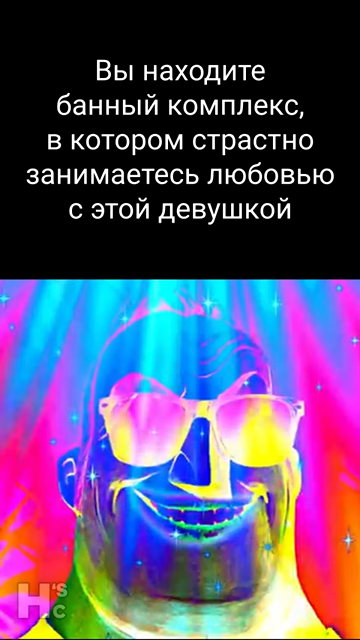 Вы находите
банный комплекс,
в котором страстно
занимаетесь любовью
с этой девушкой
H'S
.C